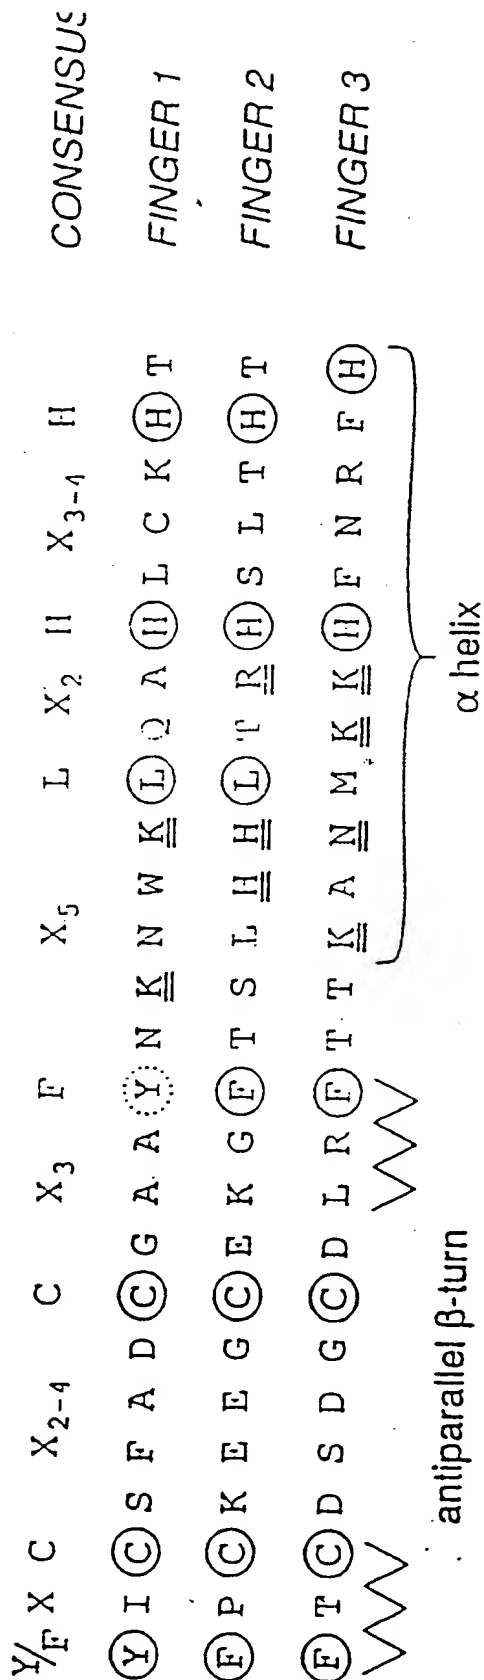 Y/F X C X2-4 C X3 F X5 L X2 H X3-4 H CONSENSUS
Y I C S F A D C G A A Y N K N W K L Q A H L C K H T FINGER 1
F P C K E E G C E K G F T S L H H L T R H S L T H T FINGER 2
F T C D S D G C D L R F T T K A N M K K H F N R F H FINGER 3
antiparallel β-turn
α helix